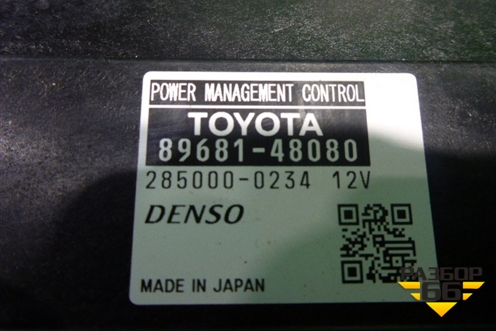 POWER MANAGEMENT CONTROL
TOYOTA
89681-48080
285000-0234 12V
DENSO
MADE IN JAPAN
РАЗБОР
66